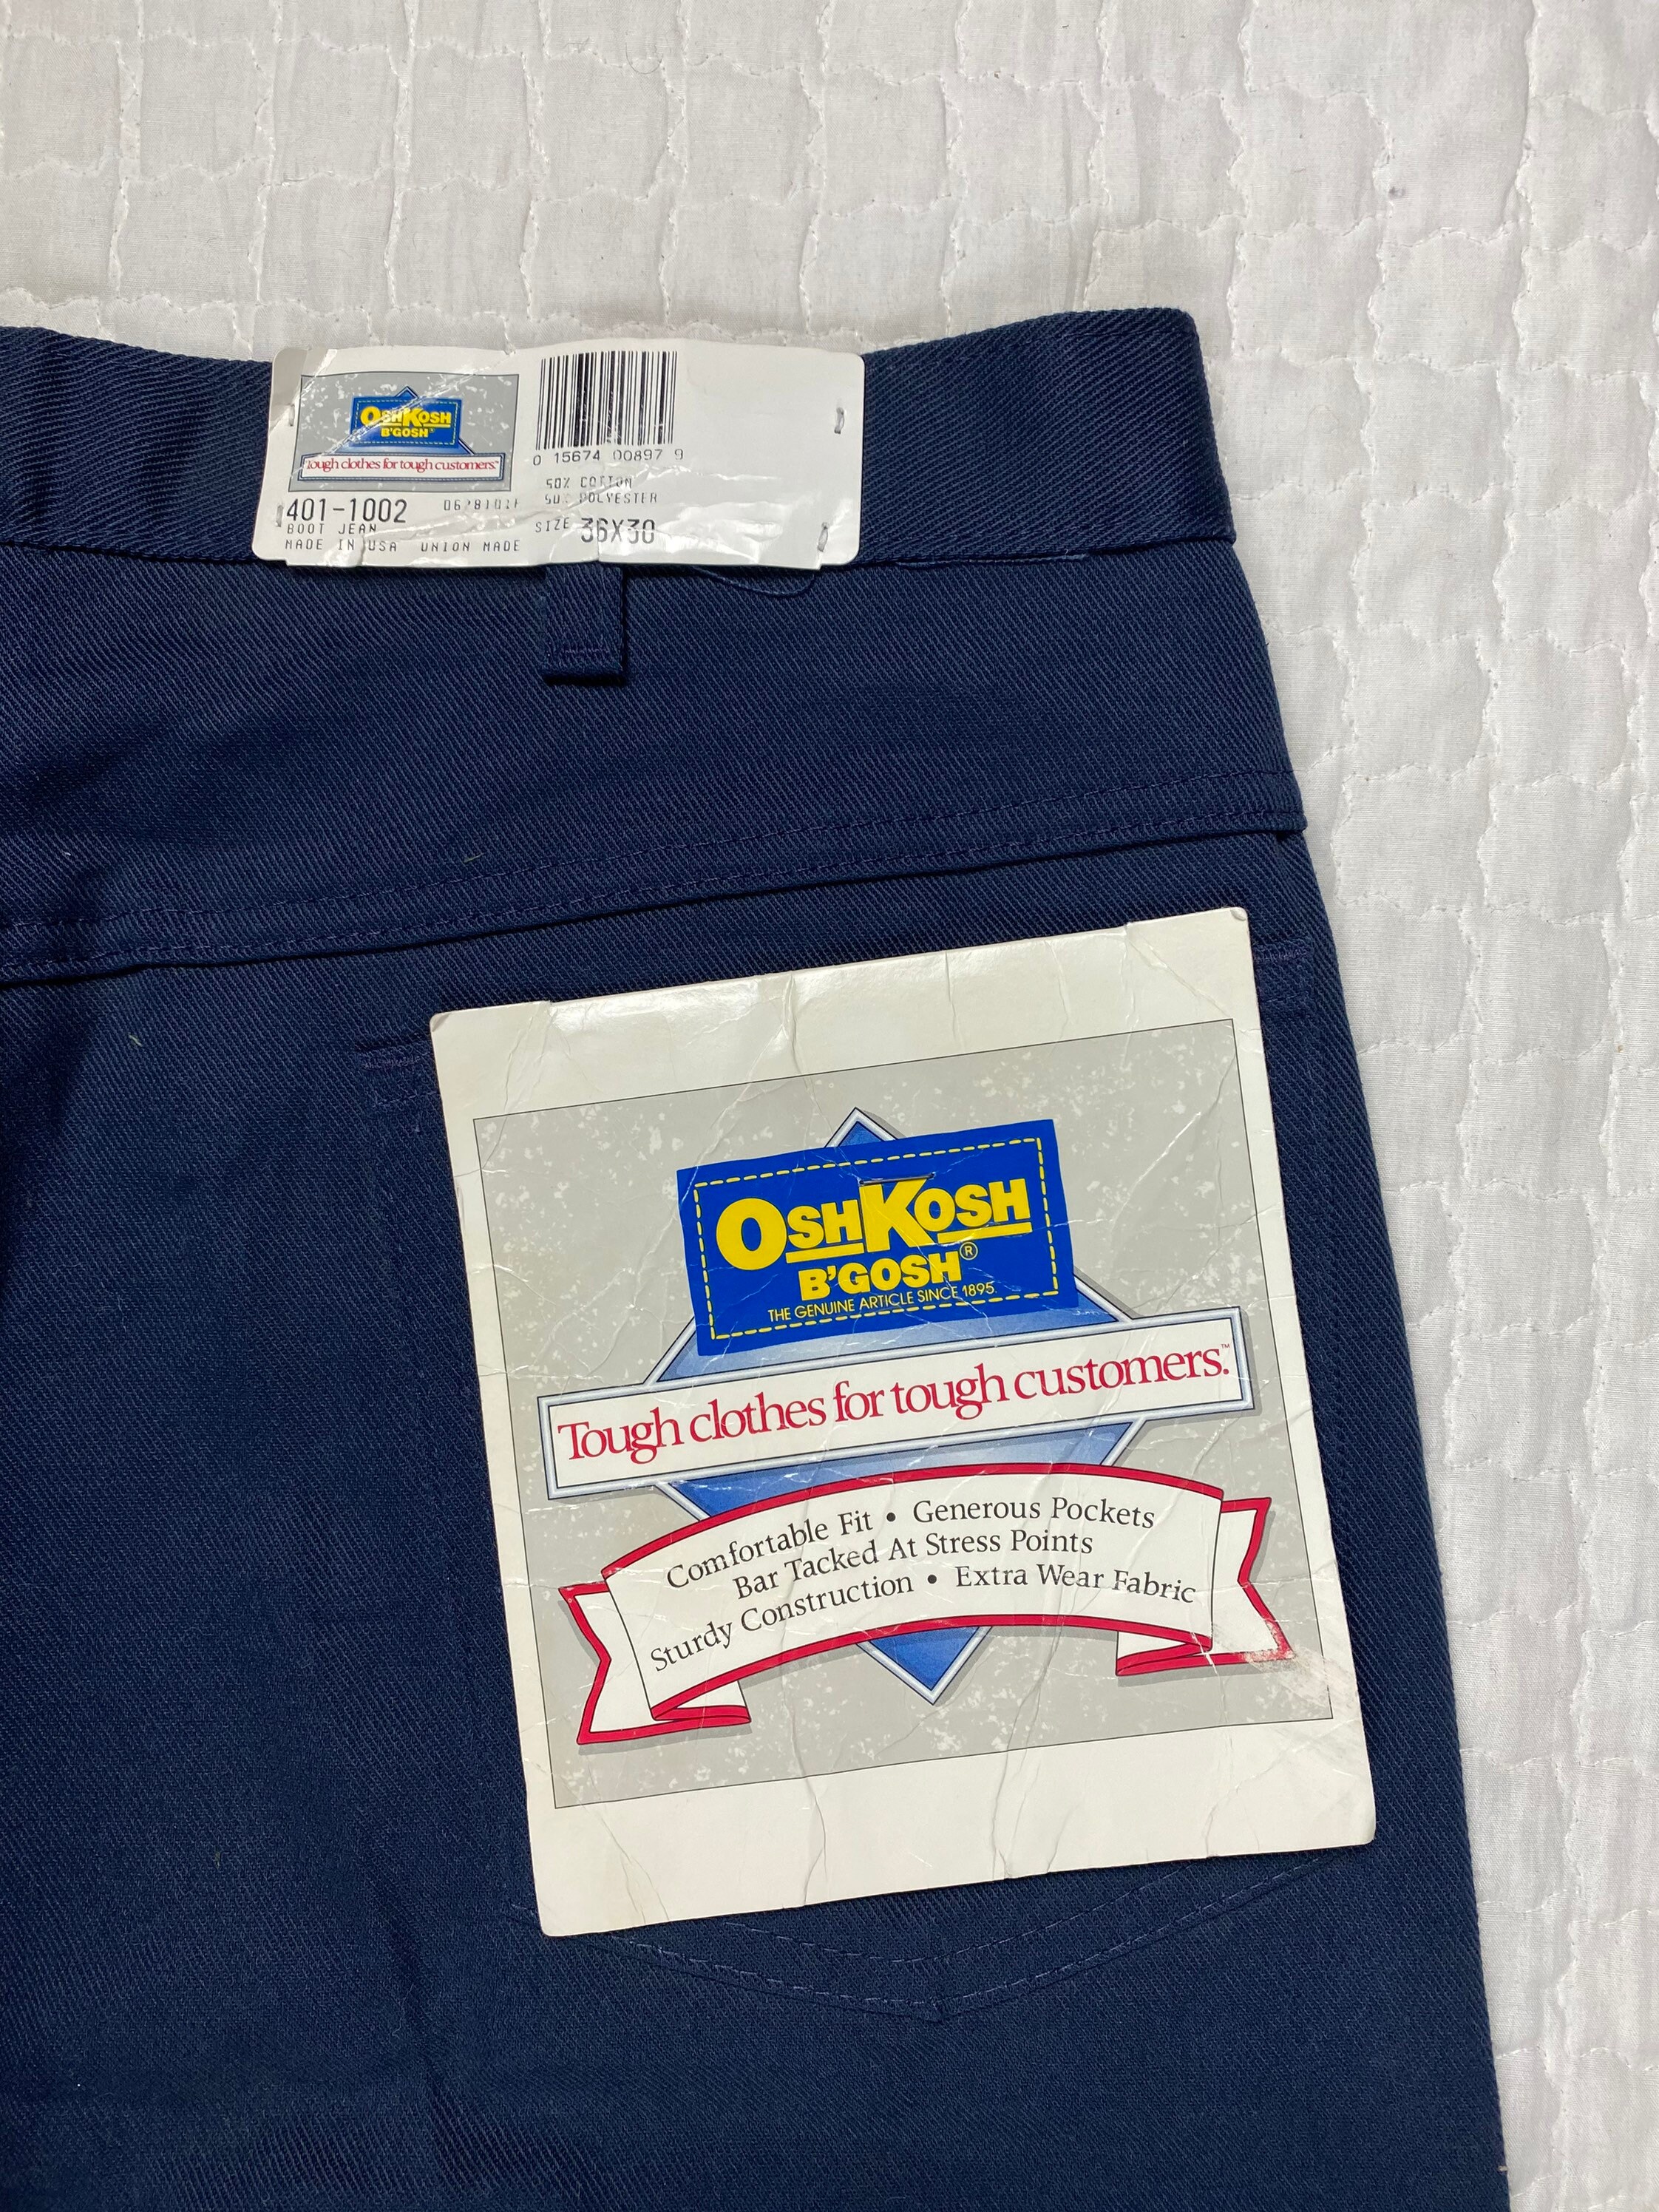 OSHKOSH
B'GOSH
Tough clothes for tough customers.™
0 15674 00897 9
401-1002
BOOT JEAN
MADE IN USA UNION MADE
50% COTTON
50% POLYESTER
SIZE 36X30
OSHKOSH
B'GOSH®
THE GENUINE ARTICLE SINCE 1895.
Tough clothes for tough customers.™
Comfortable Fit • Generous Pockets
Bar Tacked At Stress Points
Sturdy Construction • Extra Wear Fabric